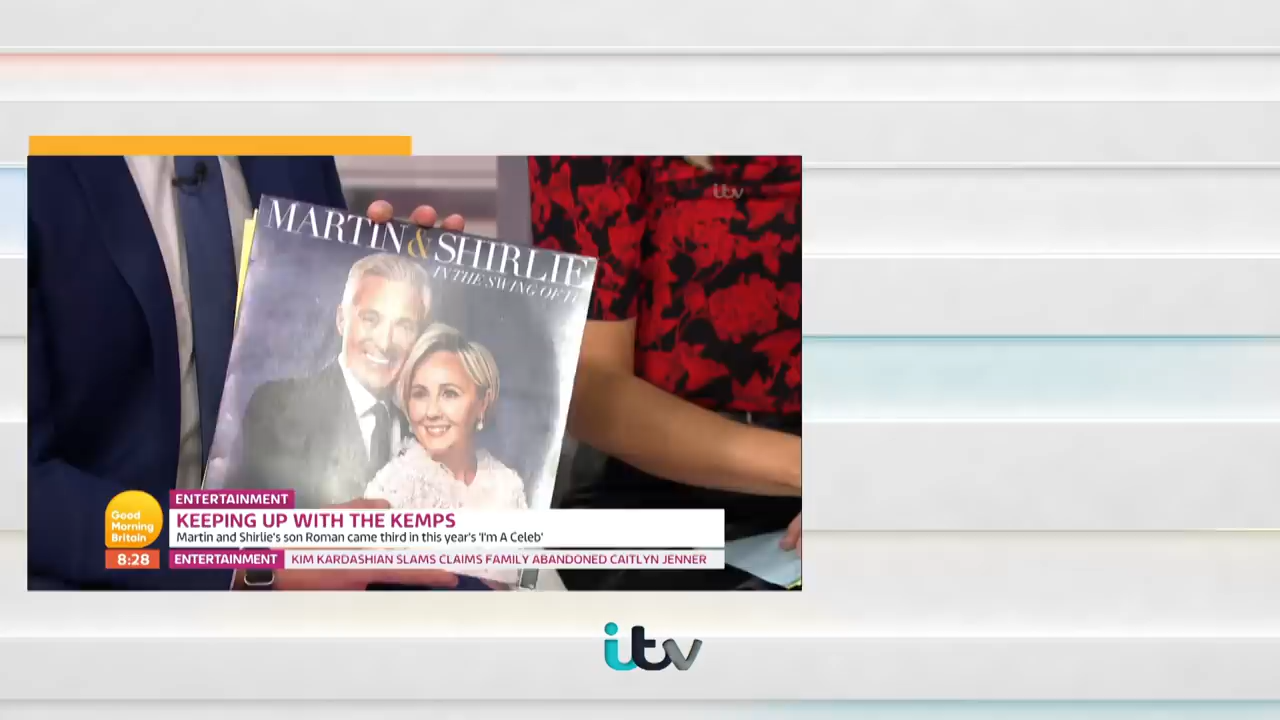 MARTIN & SHIRLIE
IN THE SWING OF IT
itv
ENTERTAINMENT
KEEPING UP WITH THE KEMPS
Martin and Shirlie's son Roman came third in this year's 'I'm A Celeb'
Good
Morning
Britain
8:28
ENTERTAINMENT
KIM KARDASHIAN SLAMS CLAIMS FAMILY ABANDONED CAITLYN JENNER
itv